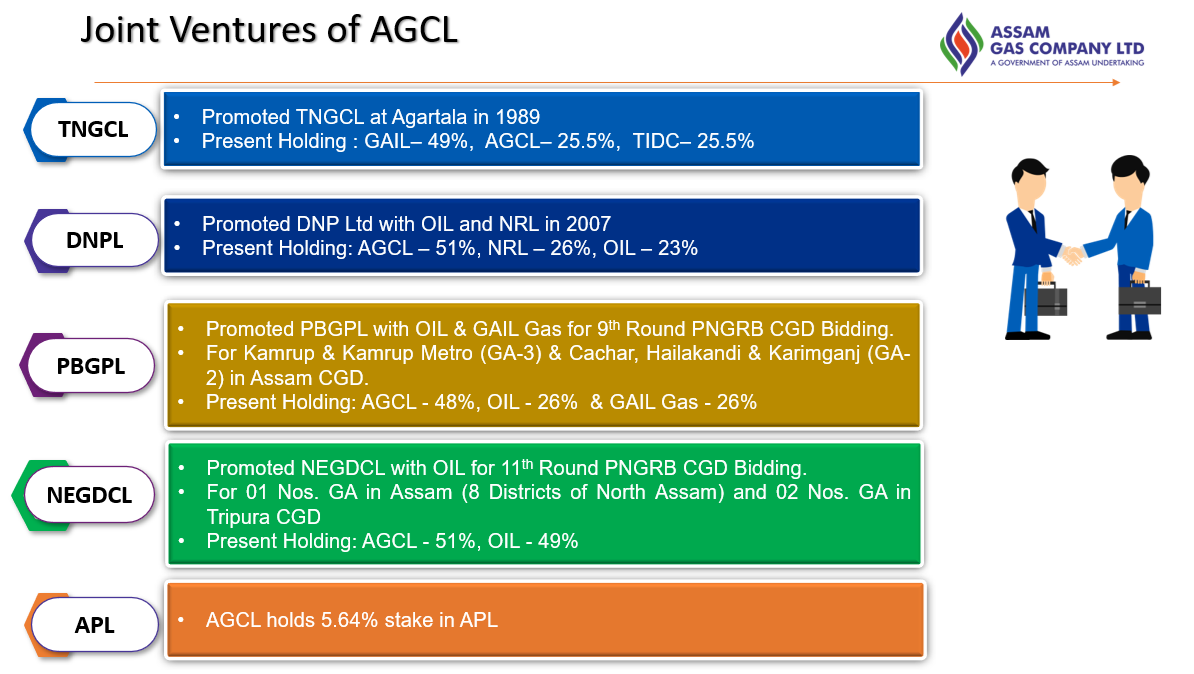 Joint Ventures of AGCL
ASSAM
GAS COMPANY LTD
A GOVERNMENT OF ASSAM UNDERTAKING
TNGCL
• Promoted TNGCL at Agartala in 1989
• Present Holding : GAIL– 49%, AGCL– 25.5%, TIDC– 25.5%
DNPL
• Promoted DNP Ltd with OIL and NRL in 2007
• Present Holding: AGCL – 51%, NRL – 26%, OIL – 23%
PBGPL
• Promoted PBGPL with OIL & GAIL Gas for 9th Round PNGRB CGD Bidding.
• For Kamrup & Kamrup Metro (GA-3) & Cachar, Hailakandi & Karimganj (GA-
2) in Assam CGD.
• Present Holding: AGCL - 48%, OIL - 26% & GAIL Gas - 26%
NEGDCL
• Promoted NEGDCL with OIL for 11th Round PNGRB CGD Bidding.
• For 01 Nos. GA in Assam (8 Districts of North Assam) and 02 Nos. GA in
Tripura CGD
• Present Holding: AGCL - 51%, OIL - 49%
APL
• AGCL holds 5.64% stake in APL